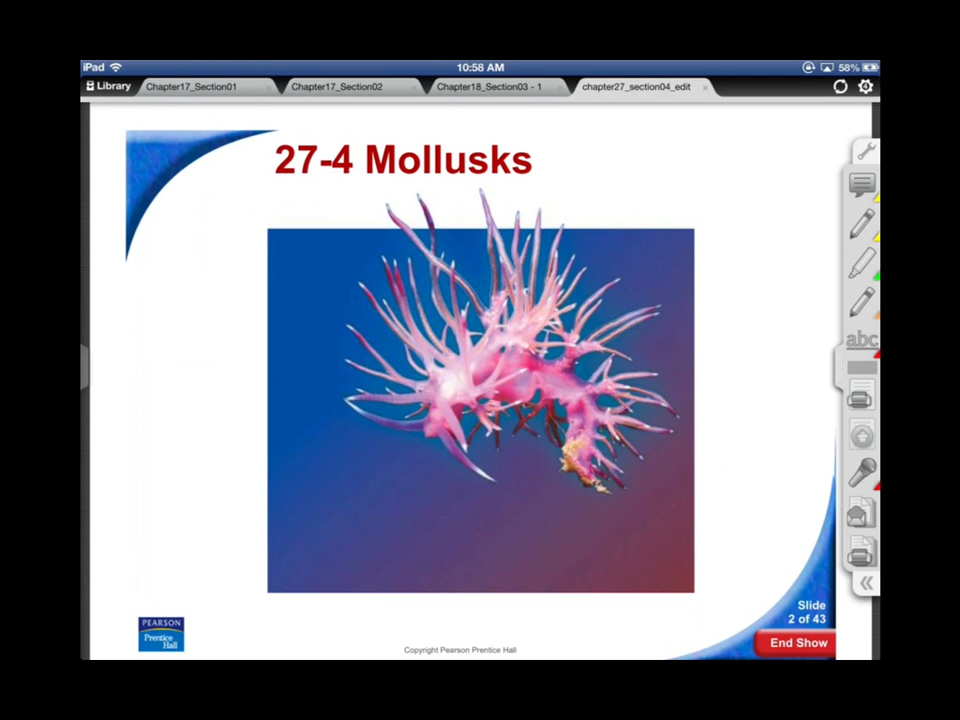 iPad
10:58 AM
58%
Library
Chapter17_Section01
Chapter17_Section02
Chapter18_Section03 - 1
chapter27_section04_edit
27-4 Mollusks
abc
PEARSON
Prentice
Hall
Copyright Pearson Prentice Hall
Slide
2 of 43
End Show